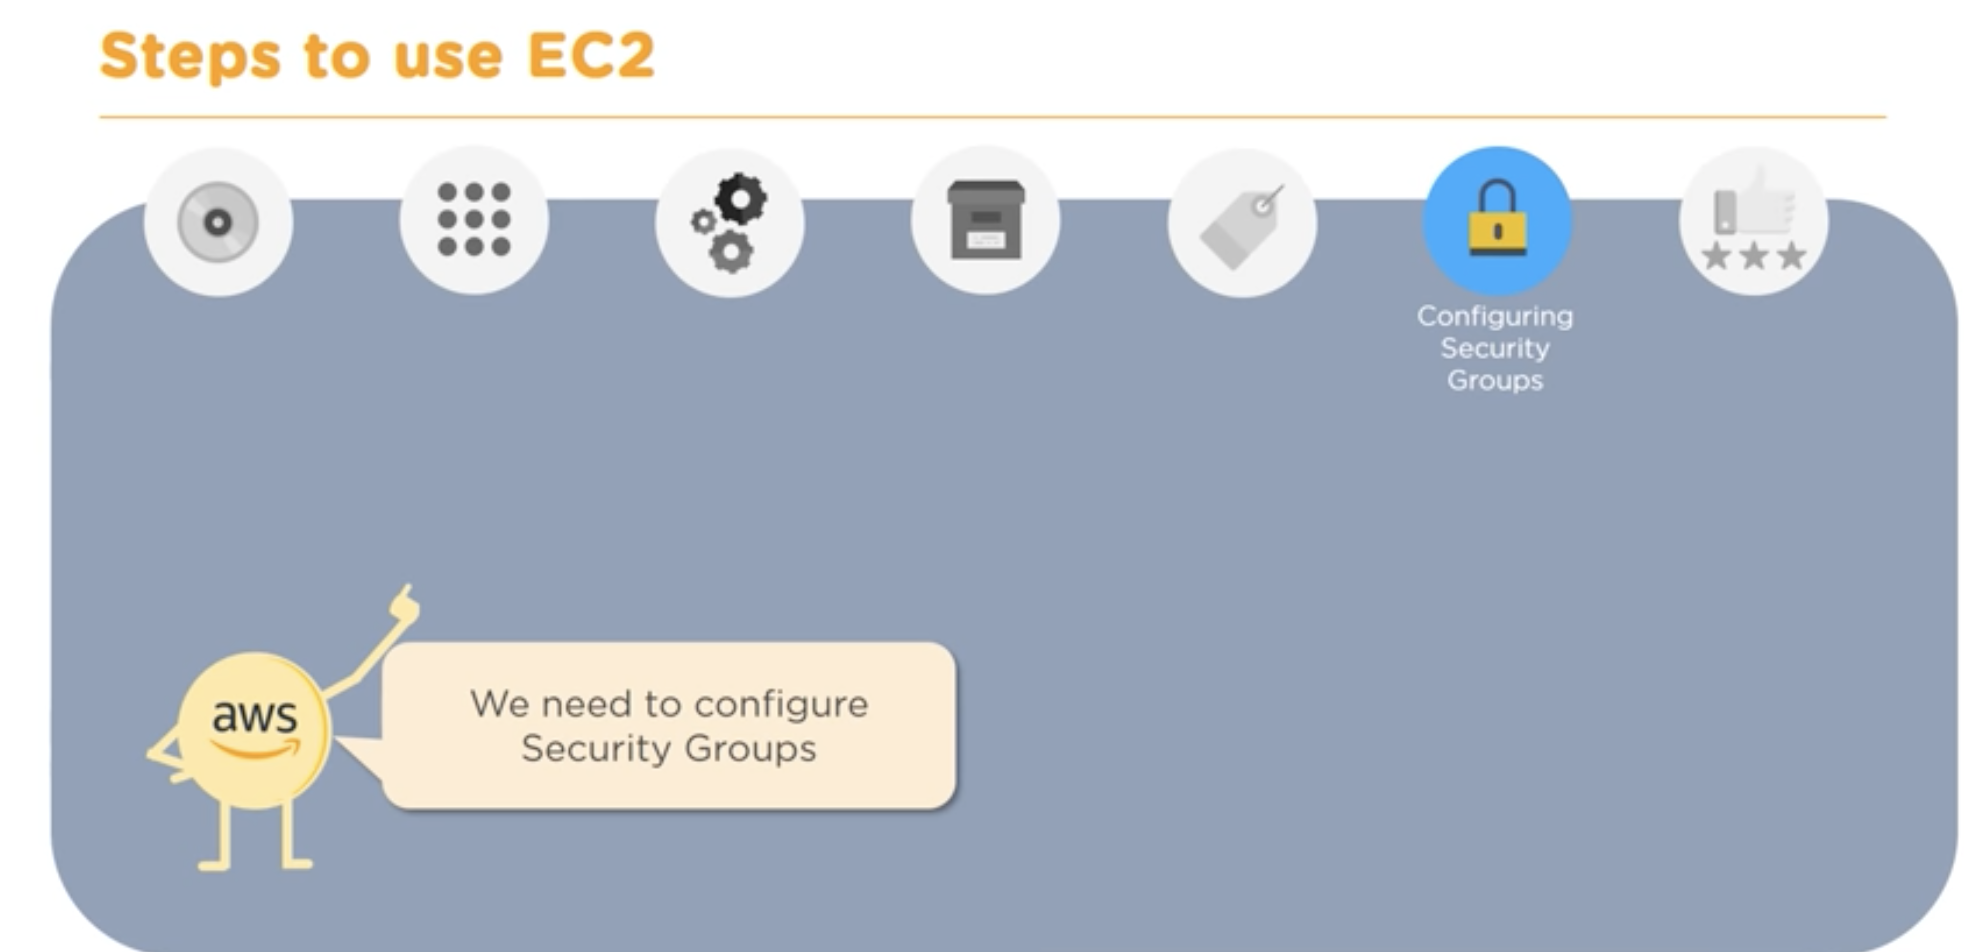 Steps to use EC2
Configuring
Security
Groups
aws
We need to configure
Security Groups